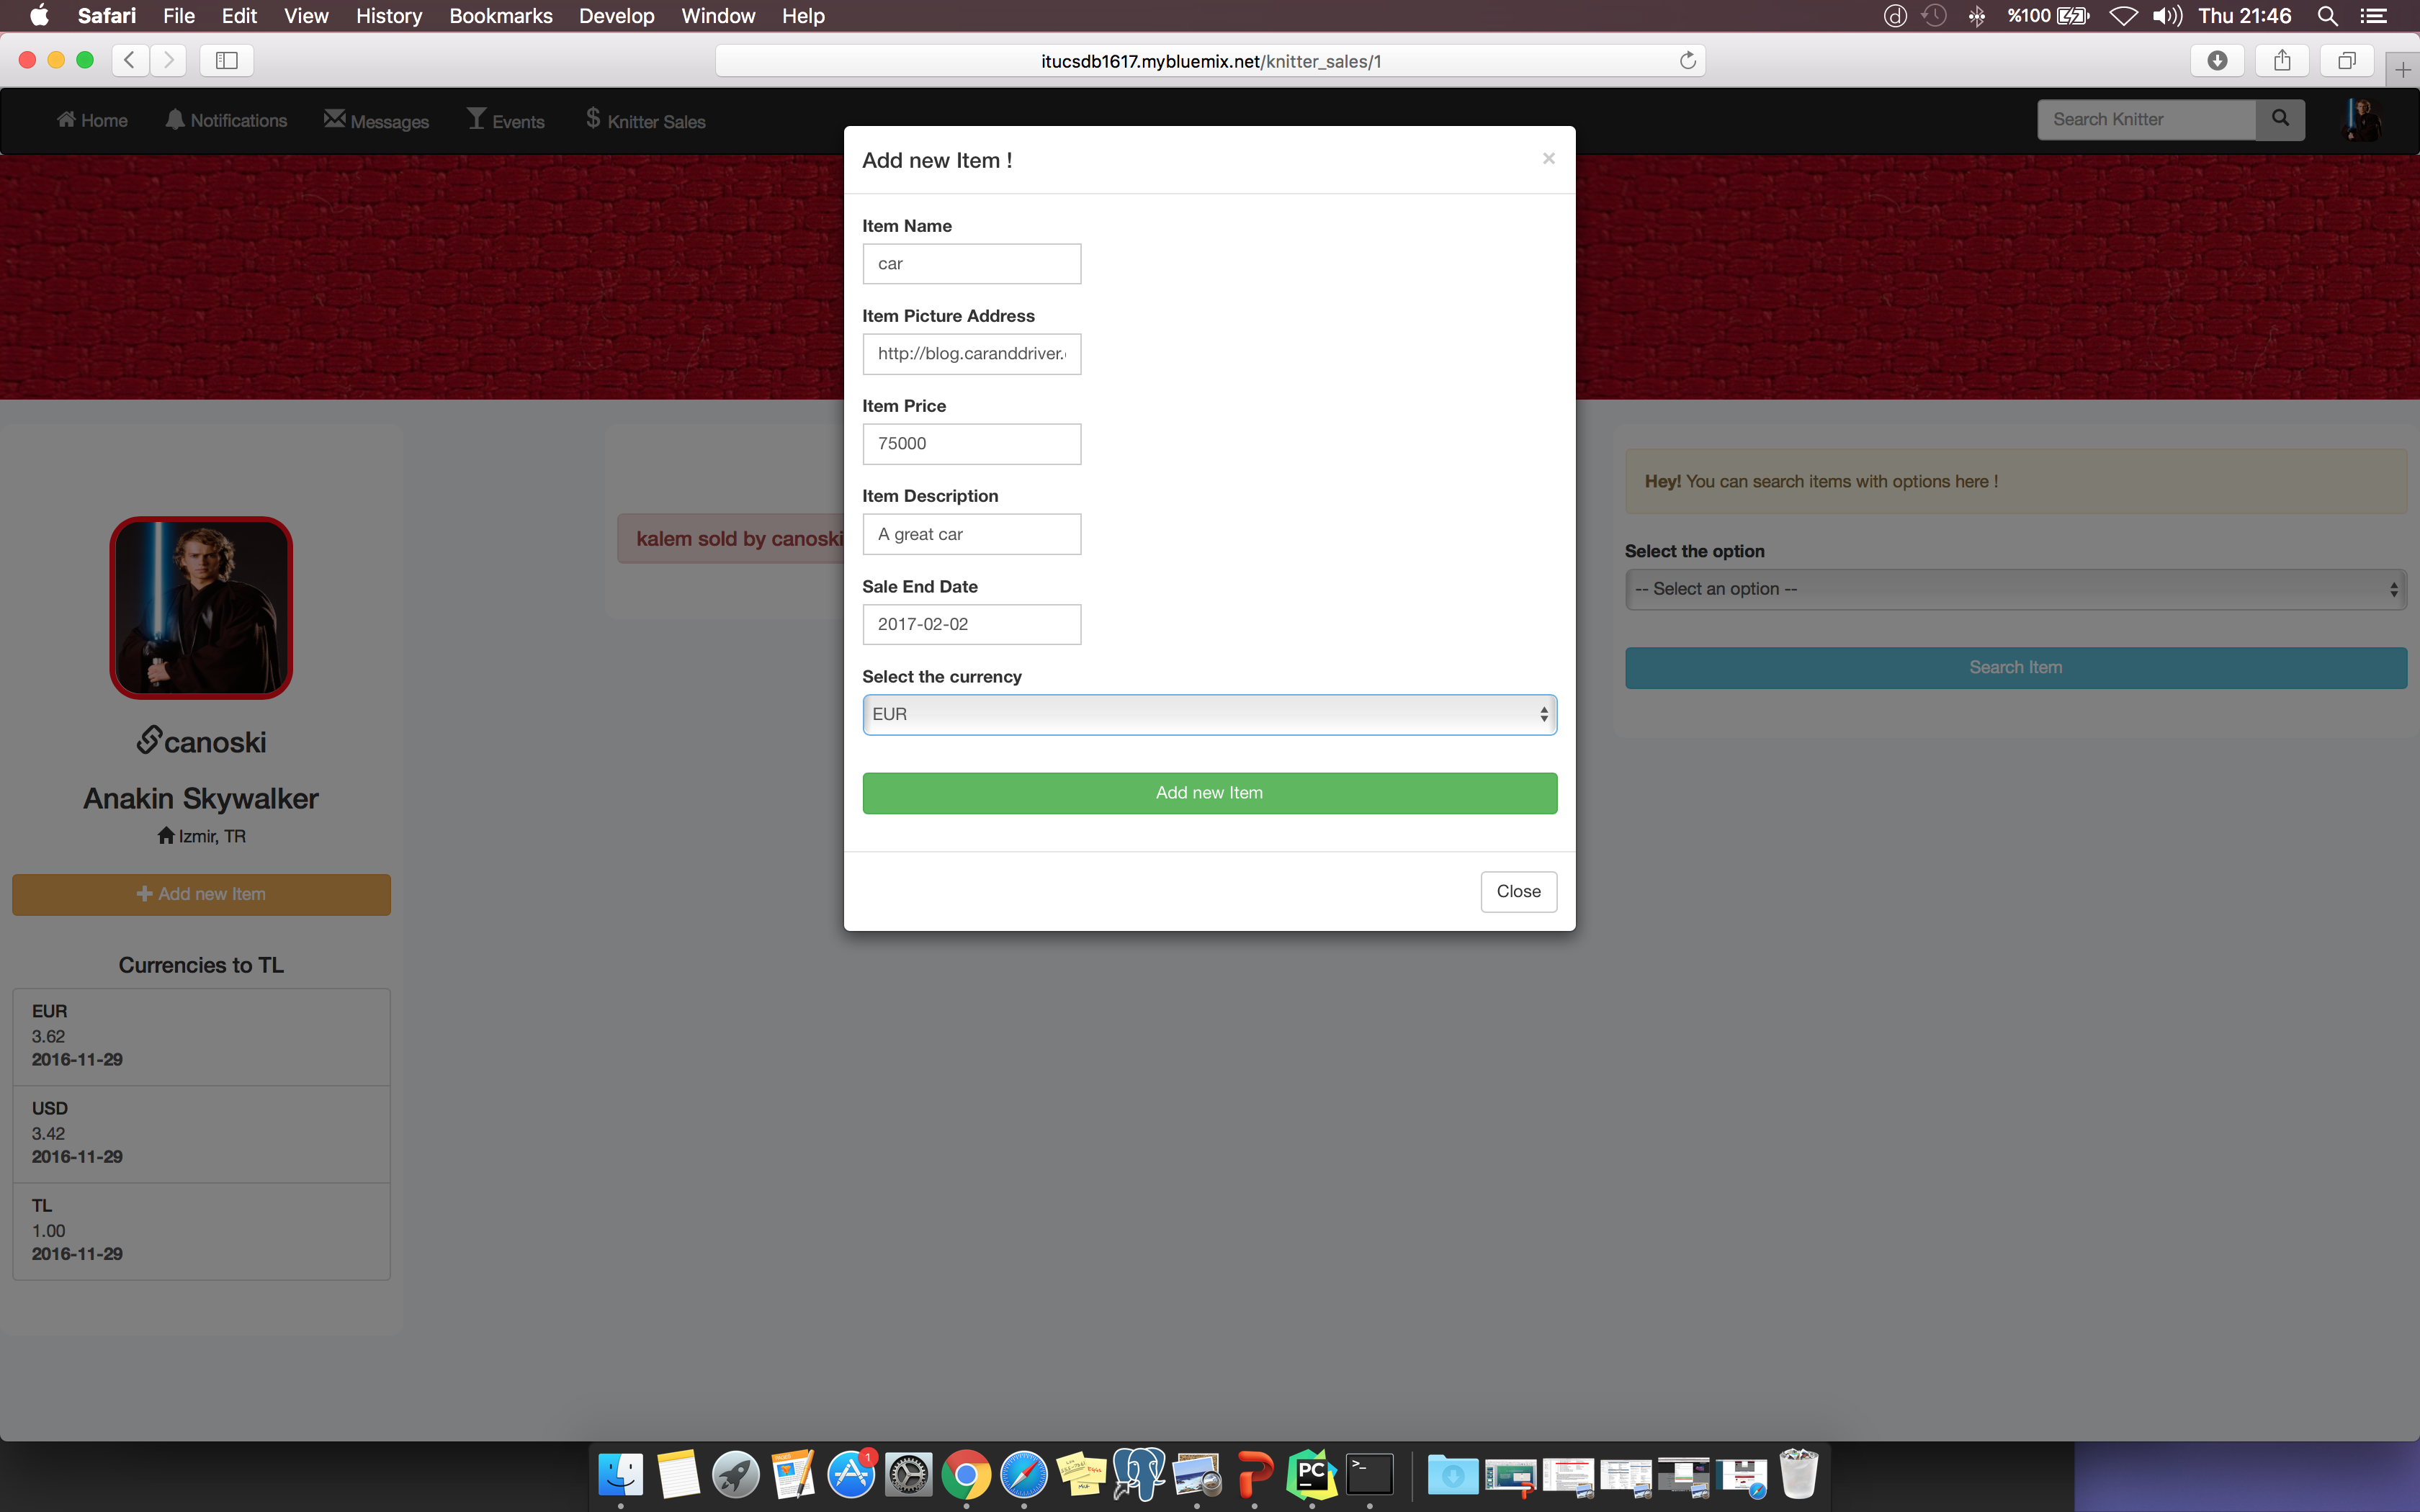 Safari File Edit View History Bookmarks Develop Window Help
%100 Thu 21:46
itucsdb1617.mybluemix.net/knitter_sales/1
Home Notifications Messages Events $ Knitter Sales
Search Knitter
Add new Item !
×
Item Name
car
Item Picture Address
http://blog.caranddriver.
Item Price
75000
Item Description
A great car
Sale End Date
2017-02-02
Select the currency
EUR
Add new Item
Close
canoski
Anakin Skywalker
Izmir, TR
Add new Item
Currencies to TL
EUR
3.62
2016-11-29
USD
3.42
2016-11-29
TL
1.00
2016-11-29
kalem sold by canoski
Hey! You can search items with options here !
Select the option
-- Select an option --
Search Item
1
PC
>_